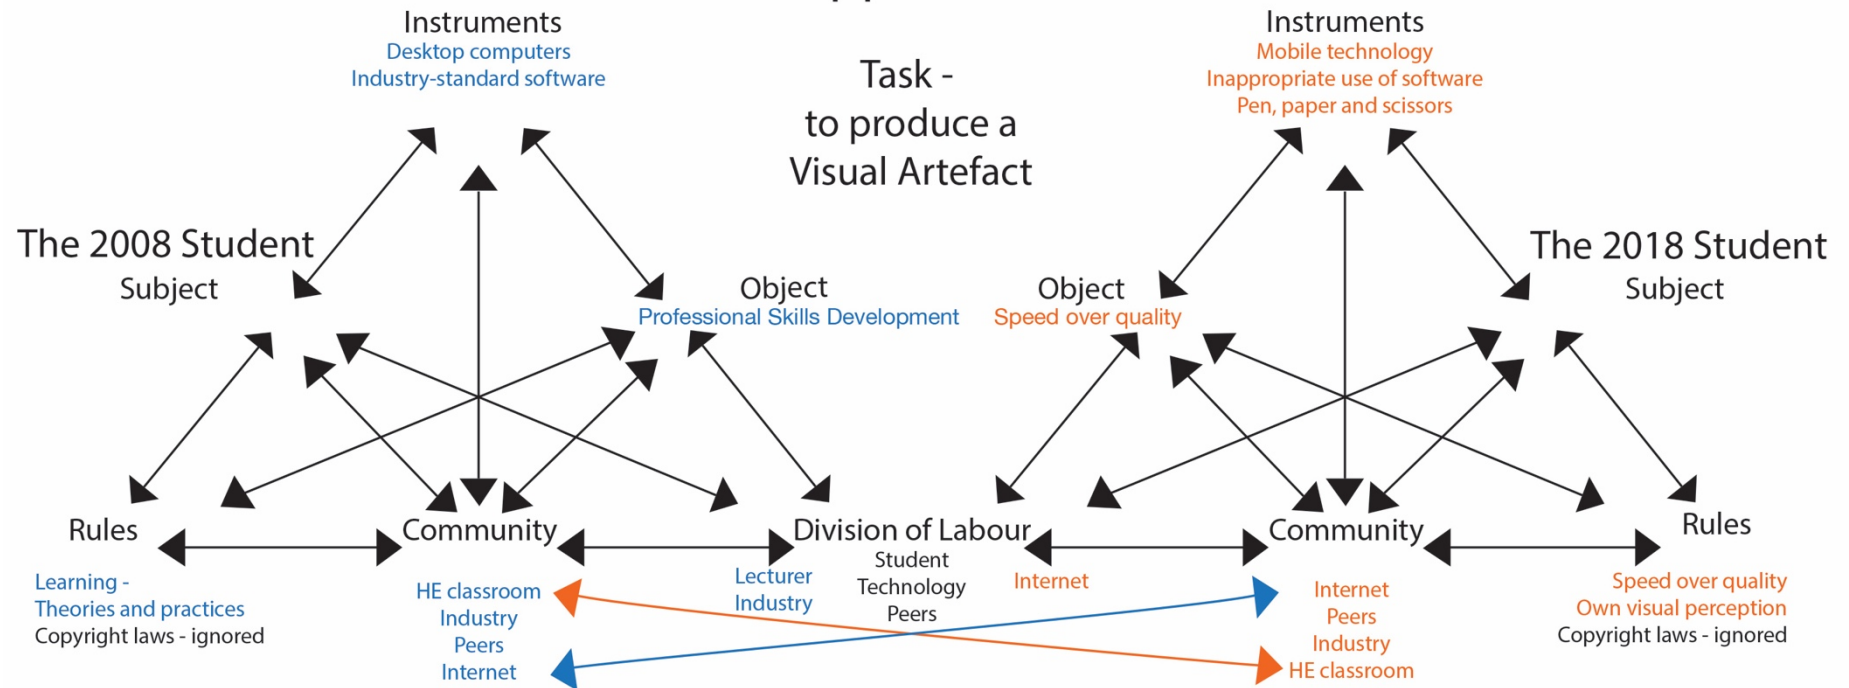 Instruments
Desktop computers
Industry-standard software
Task -
to produce a
Visual Artefact
Instruments
Mobile technology
Inappropriate use of software
Pen, paper and scissors
The 2008 Student
Subject
Object
Professional Skills Development
Object
Speed over quality
The 2018 Student
Subject
Rules
Learning -
Theories and practices
Copyright laws - ignored
Community
HE classroom
Industry
Peers
Internet
Division of Labour
Lecturer
Industry
Student
Technology
Peers
Internet
Community
Internet
Peers
Industry
HE classroom
Rules
Speed over quality
Own visual perception
Copyright laws - ignored